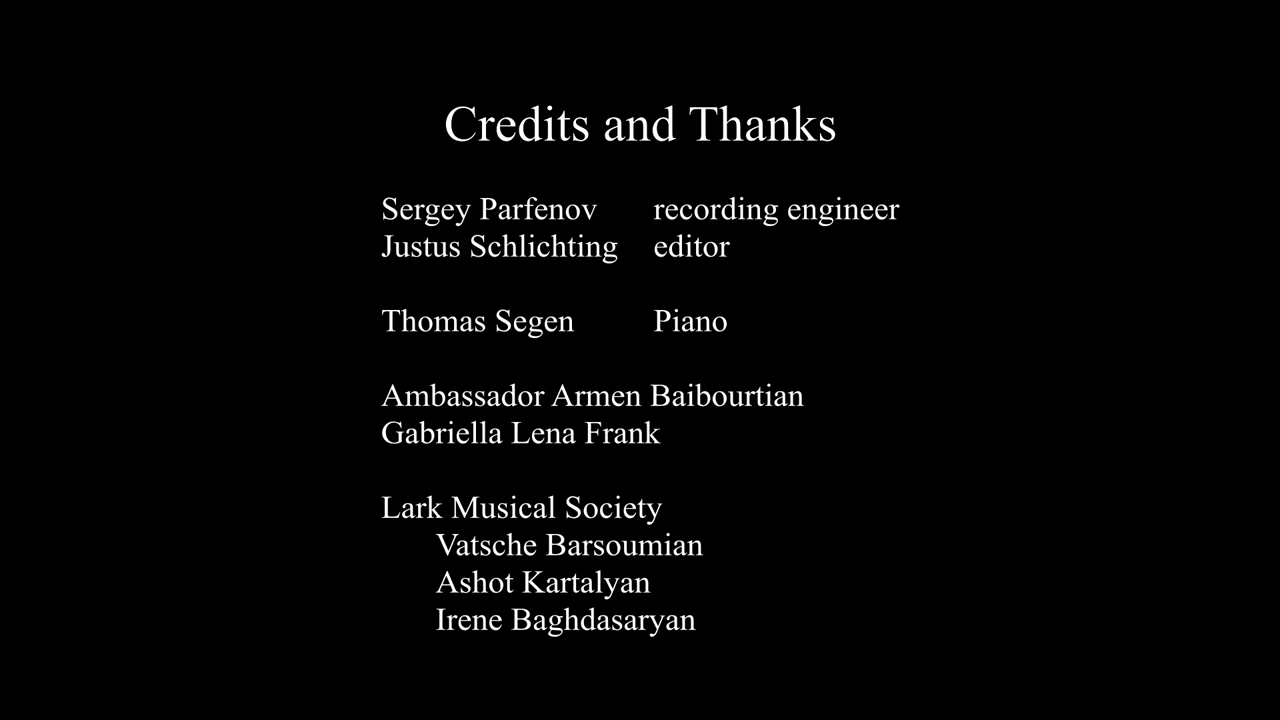 Credits and Thanks
Sergey Parfenov recording engineer
Justus Schlichting editor
Thomas Segen Piano
Ambassador Armen Baibourtian
Gabriella Lena Frank
Lark Musical Society
Vatsche Barsoumian
Ashot Kartalyan
Irene Baghdasaryan